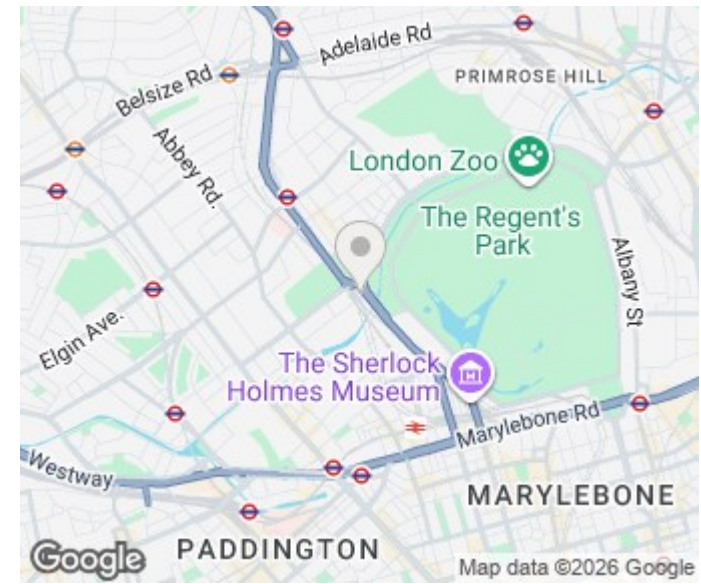 Adelaide Rd
PRIMROSE HILL
Belsize Rd
Abbey Rd.
London Zoo
The Regent's
Park
Albany St
Elgin Ave.
The Sherlock
Holmes Museum
Marylebone Rd
Westway
MARYLEBONE
PADDINGTON
Google
Map data ©2026 Google